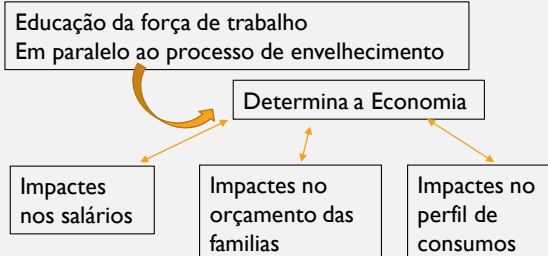 Educação da força de trabalho
Em paralelo ao processo de envelhecimento
Determina a Economia
Impactes
nos salários
Impactes no
orçamento das
familias
Impactes no
perfil de
consumos